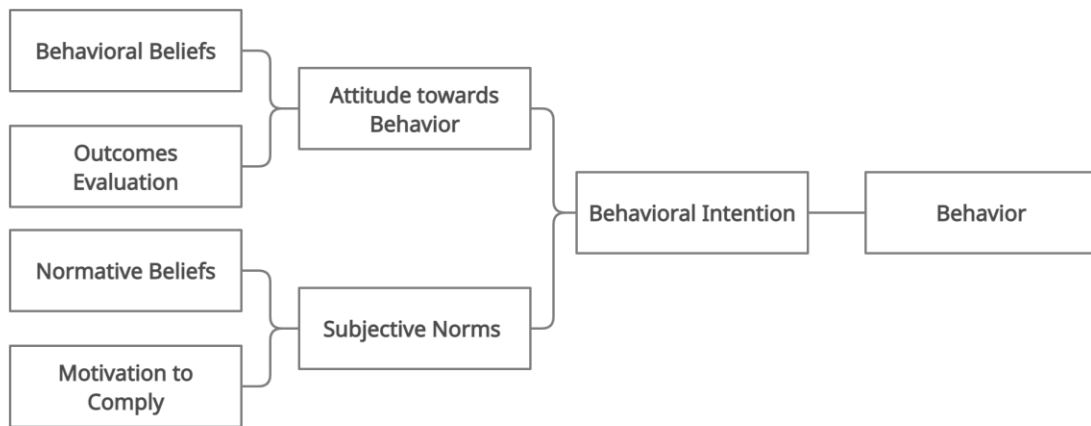 Behavioral Beliefs
Outcomes
Evaluation
Attitude towards
Behavior
Normative Beliefs
Motivation to
Comply
Subjective Norms
Behavioral Intention
Behavior